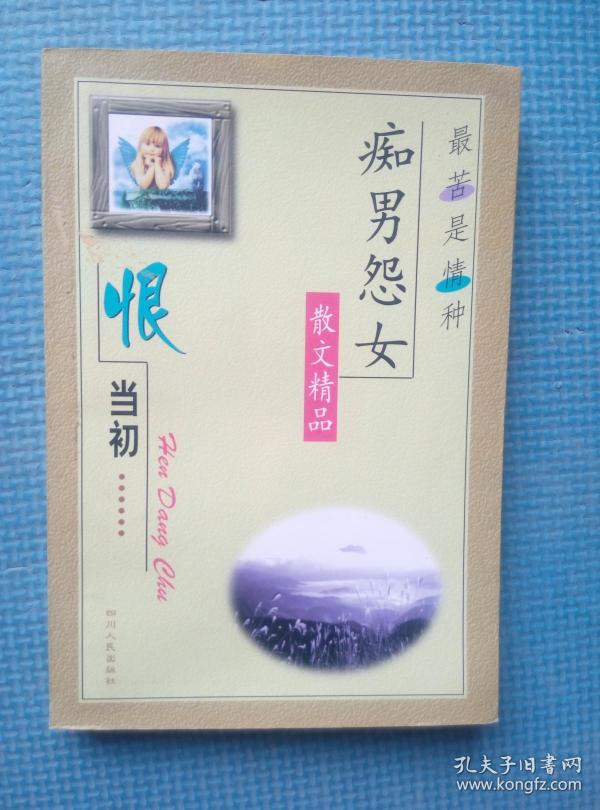 最苦是情种
痴男怨女
散文精品
恨
当初……
Hen Dang Chu
四川人民出版社
孔夫子旧書网
www.kongfz.com